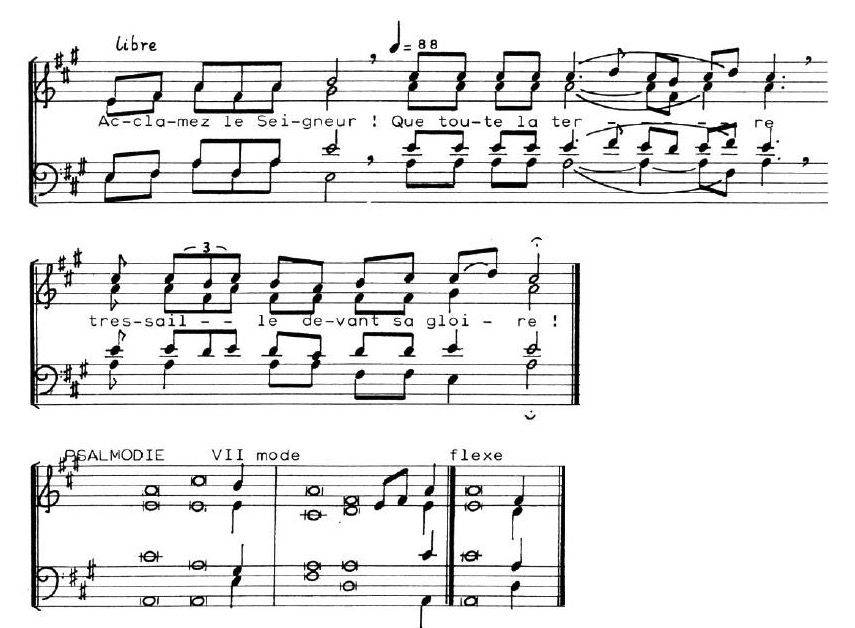 libre ♩ = 88
Ac-cla-mez le Sei-gneur ! Que tou-te la ter - - - - re
3
tres-sail - - le de-vant sa gloi - re !
PSALMODIE VII mode flexe